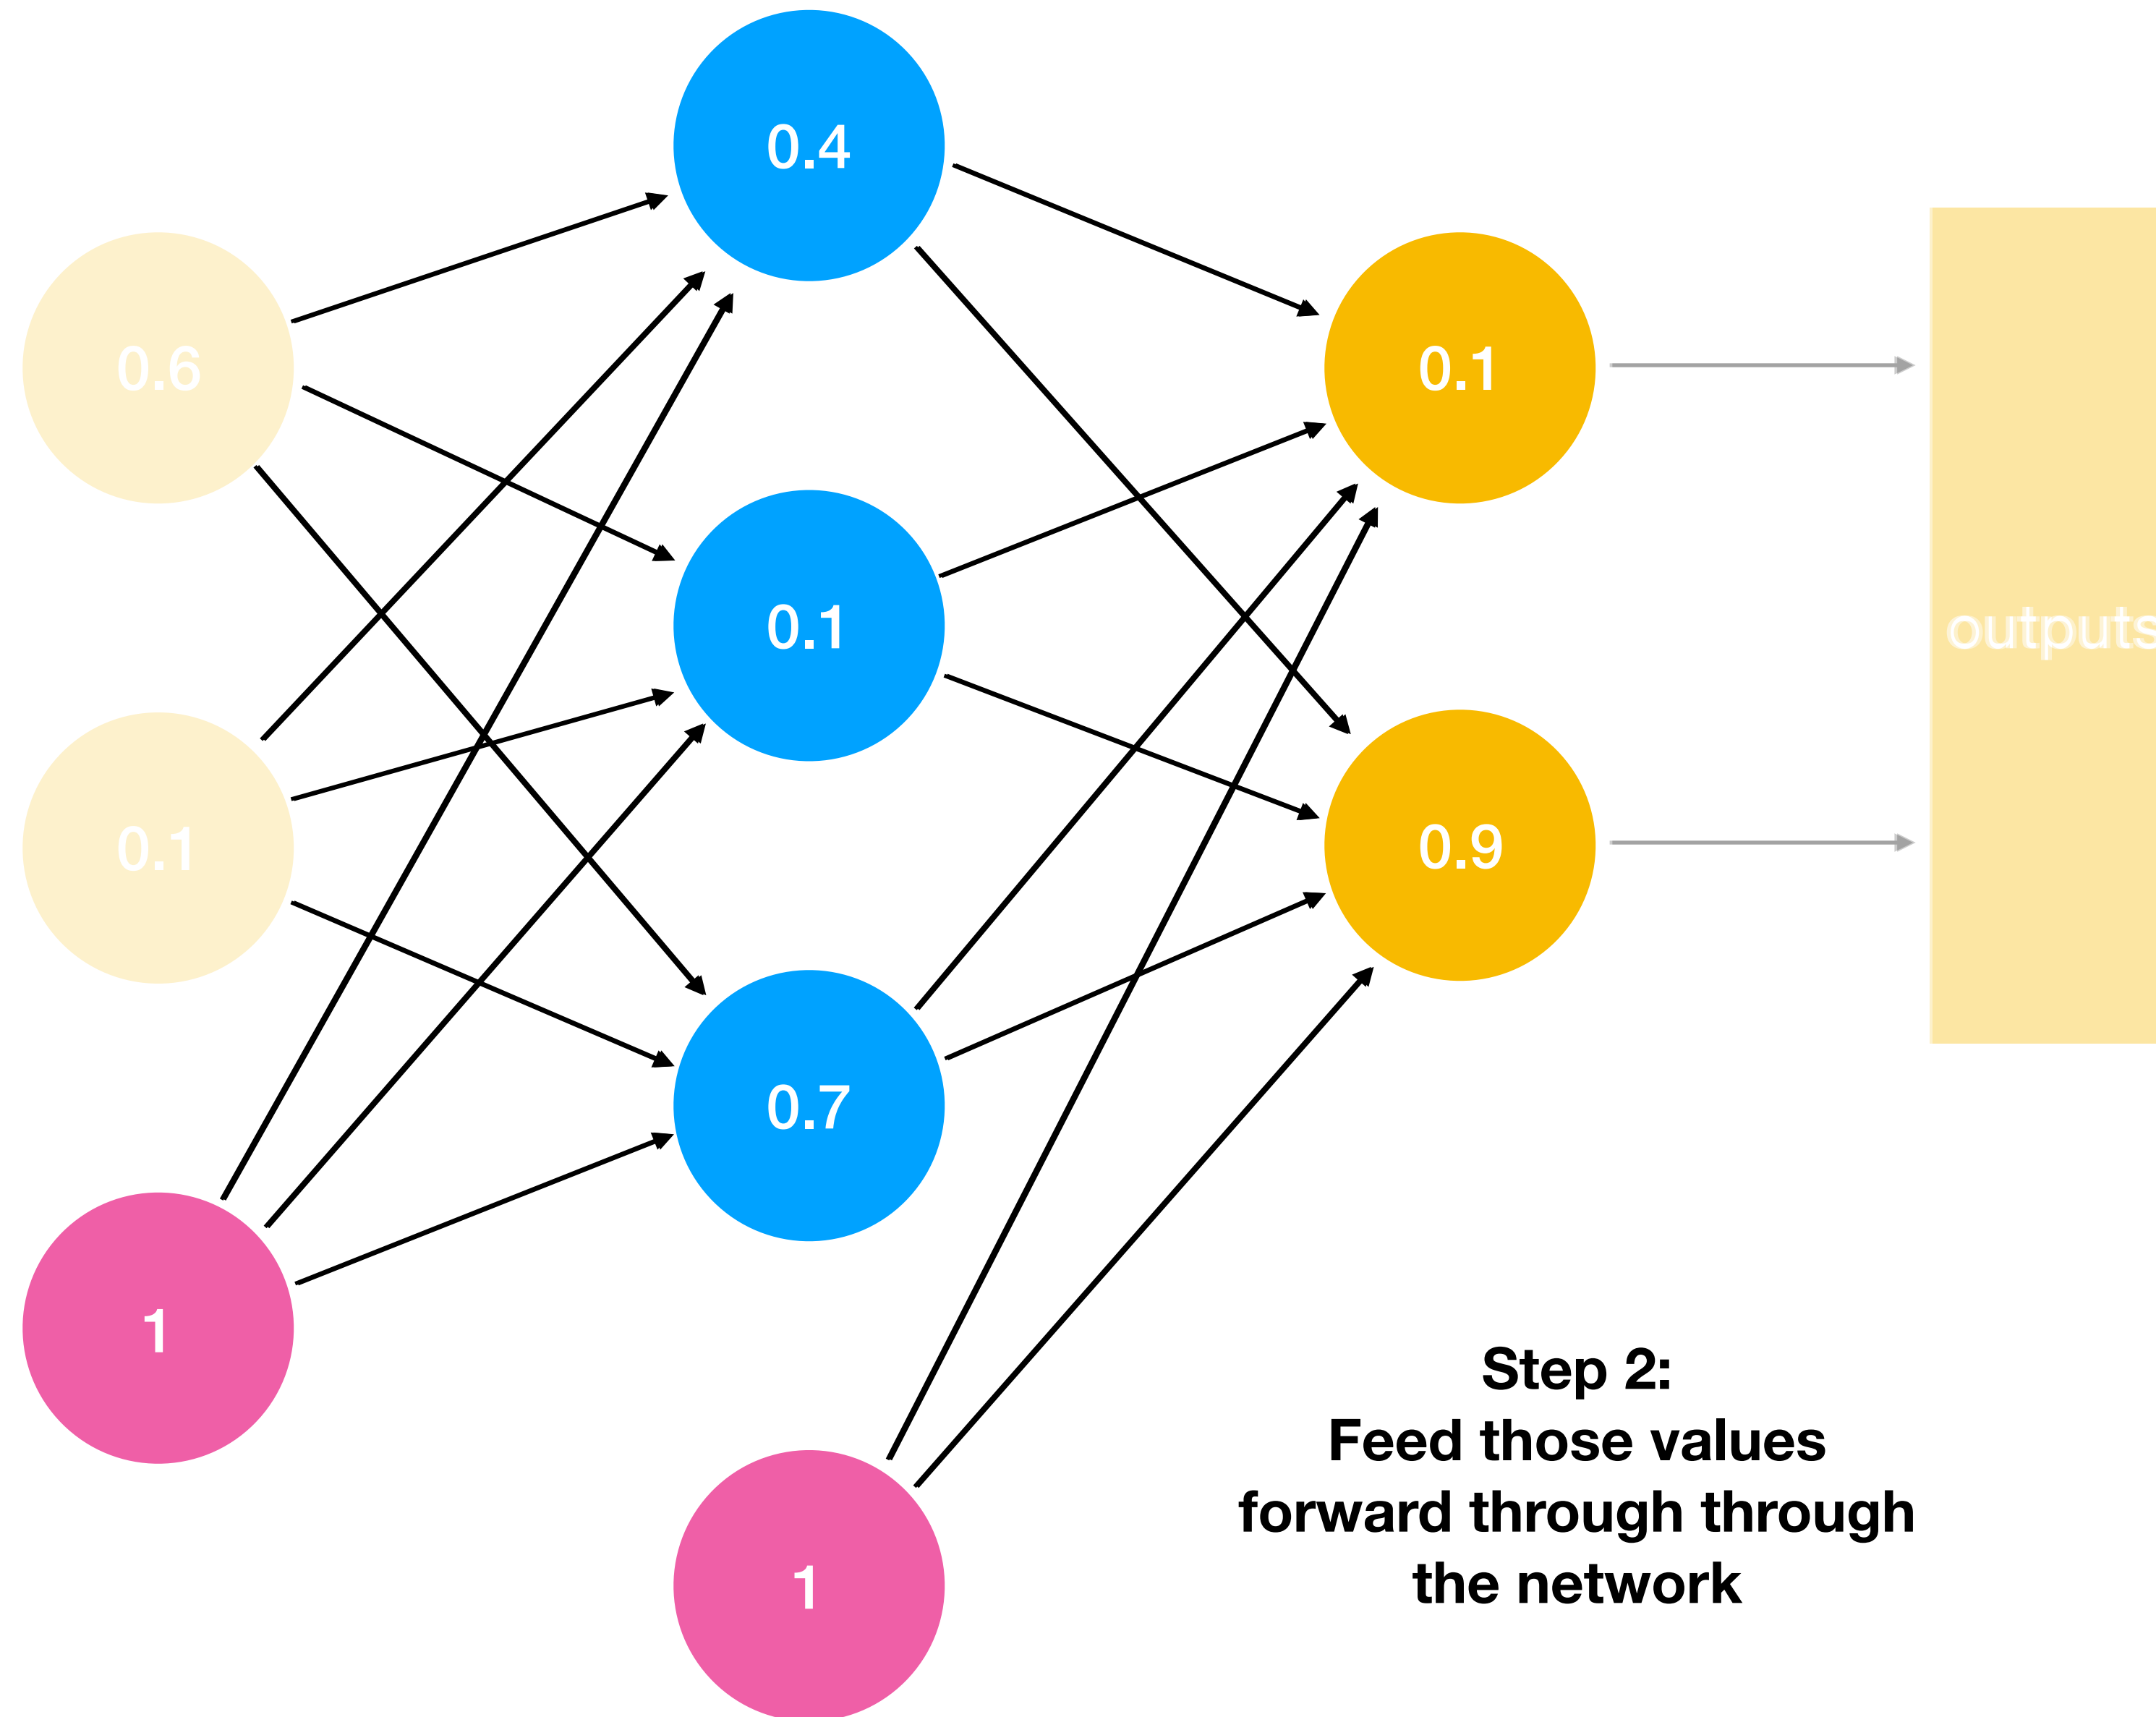 0.4
0.6
0.1
0.1
outputs
0.1
0.9
0.7
1
1
Step 2:
Feed those values
forward through through
the network